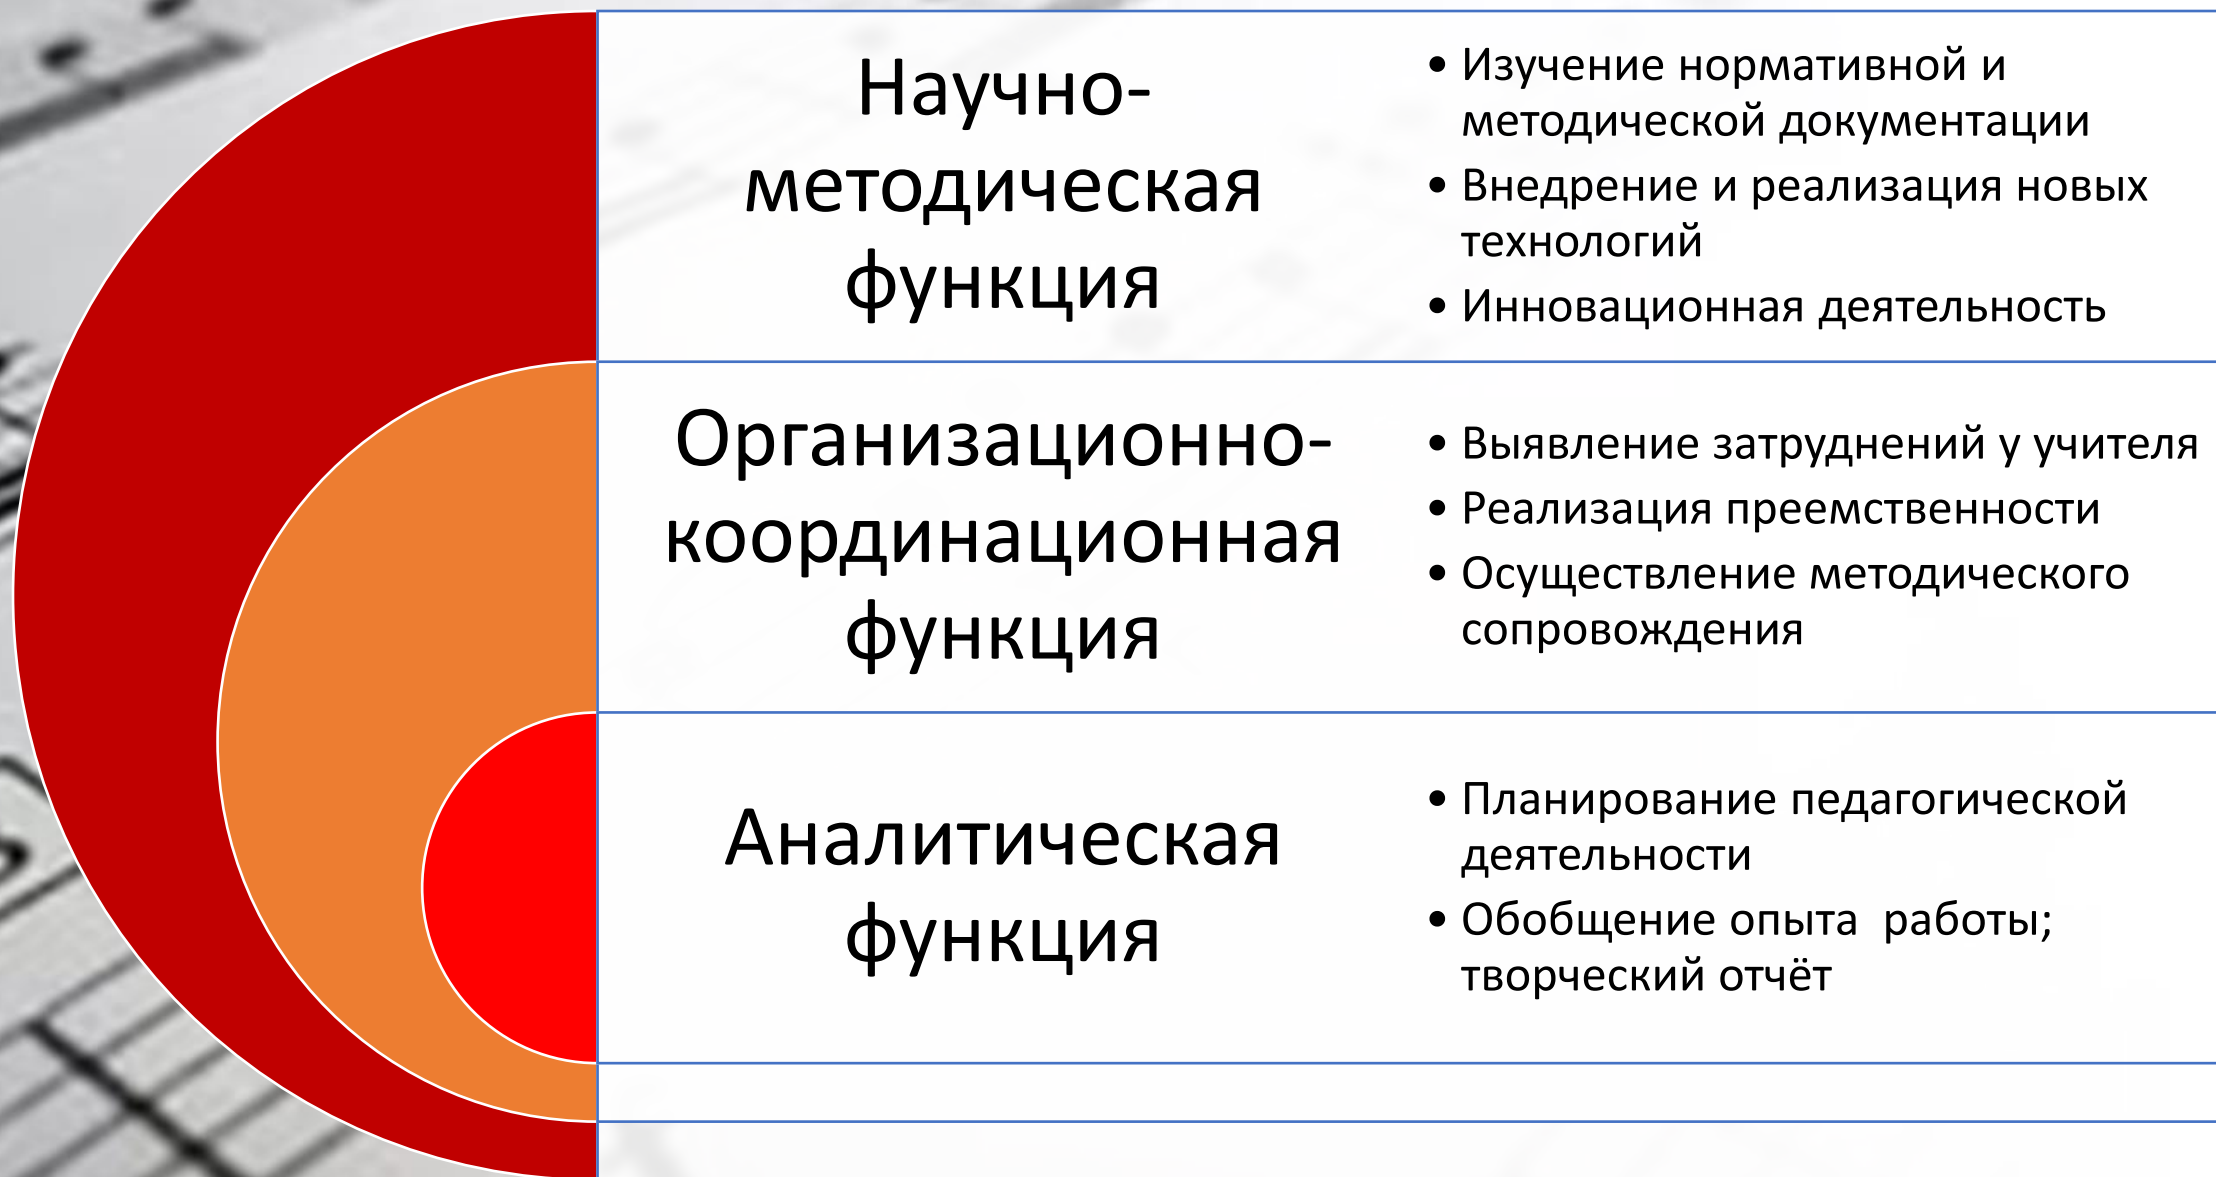 Научно-
методическая
функция
• Изучение нормативной и
методической документации
• Внедрение и реализация новых
технологий
• Инновационная деятельность
Организационно-
координационная
функция
• Выявление затруднений у учителя
• Реализация преемственности
• Осуществление методического
сопровождения
Аналитическая
функция
• Планирование педагогической
деятельности
• Обобщение опыта  работы;
творческий отчёт